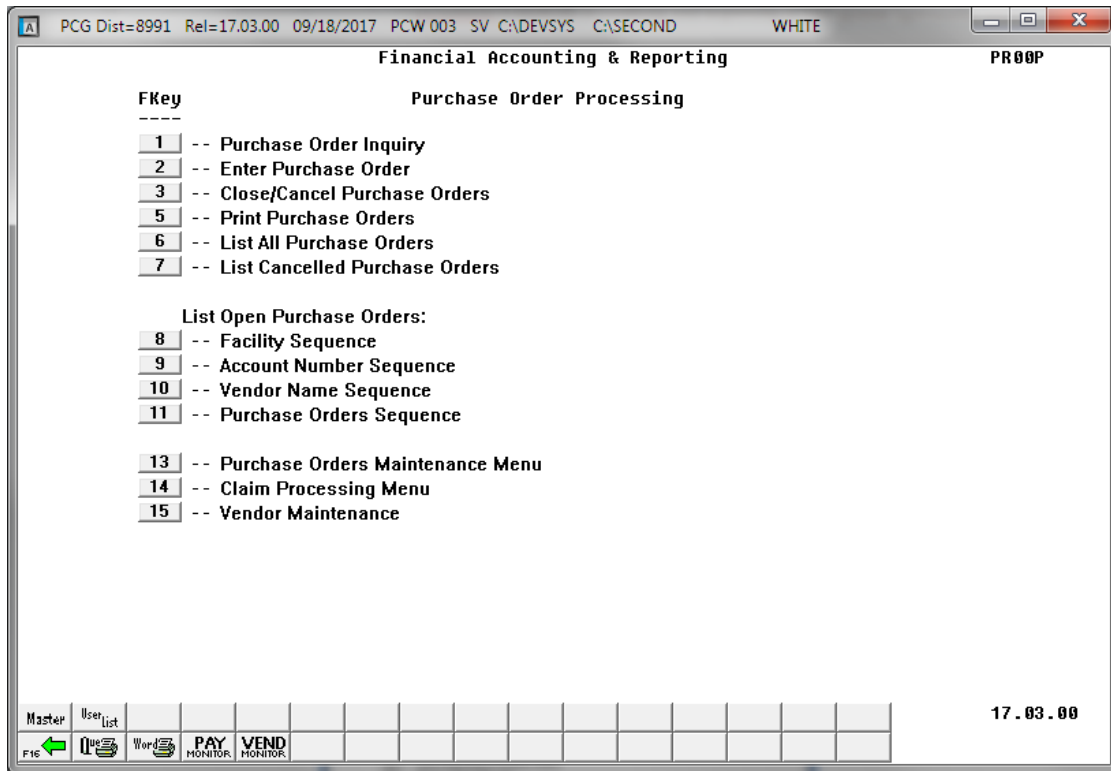 PCG Dist=8991 Rel=17.03.00 09/18/2017 PCW 003 SV C:\DEVSYS C:\SECOND WHITE
Financial Accounting & Reporting PR00P
FKey Purchase Order Processing
----
1 -- Purchase Order Inquiry
2 -- Enter Purchase Order
3 -- Close/Cancel Purchase Orders
5 -- Print Purchase Orders
6 -- List All Purchase Orders
7 -- List Cancelled Purchase Orders
List Open Purchase Orders:
8 -- Facility Sequence
9 -- Account Number Sequence
10 -- Vendor Name Sequence
11 -- Purchase Orders Sequence
13 -- Purchase Orders Maintenance Menu
14 -- Claim Processing Menu
15 -- Vendor Maintenance
Master User List 17.03.00
F16 Que Word PAY MONITOR VEND MONITOR